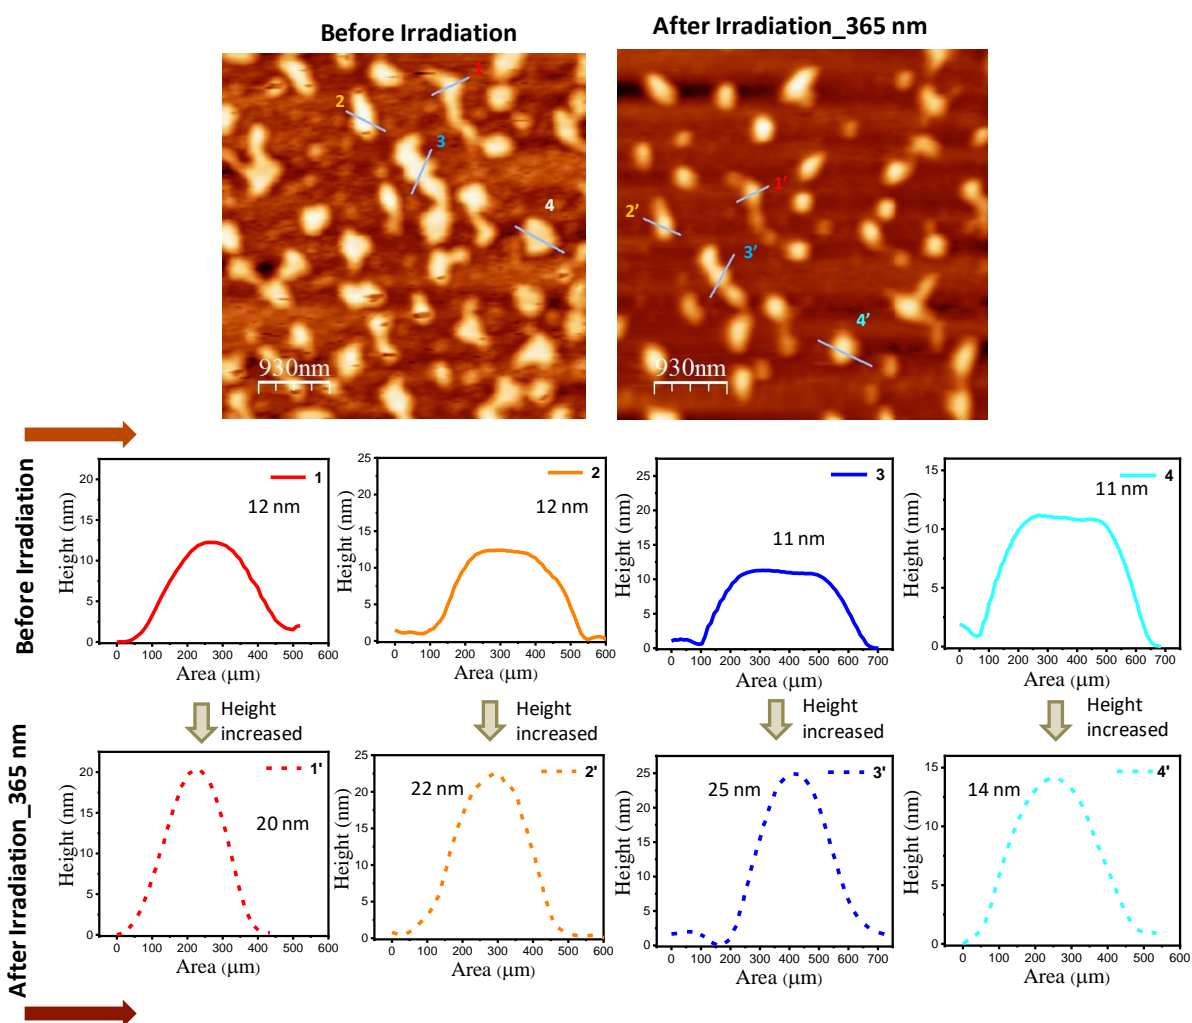 Before Irradiation
After Irradiation_365 nm
1
2
3
4
930nm
1’
2’
3’
4’
930nm
Before Irradiation
Height (nm)
20
15
10
5
0
1
12 nm
0 100 200 300 400 500 600
Area (μm)
Height (nm)
25
20
15
10
5
0
2
12 nm
0 100 200 300 400 500 600
Area (μm)
Height (nm)
25
20
15
10
5
0
3
11 nm
0 100 200 300 400 500 600 700
Area (μm)
Height (nm)
15
10
5
0
4
11 nm
0 100 200 300 400 500 600 700
Area (μm)
Height
increased
Height
increased
Height
increased
Height
increased
After Irradiation_365 nm
Height (nm)
20
15
10
5
0
1'
20 nm
0 100 200 300 400 500 600
Area (μm)
Height (nm)
25
20
15
10
5
0
2'
22 nm
0 100 200 300 400 500 600
Area (μm)
Height (nm)
25
20
15
10
5
0
3'
25 nm
0 100 200 300 400 500 600 700
Area (μm)
Height (nm)
15
10
5
0
4'
14 nm
0 100 200 300 400 500 600
Area (μm)